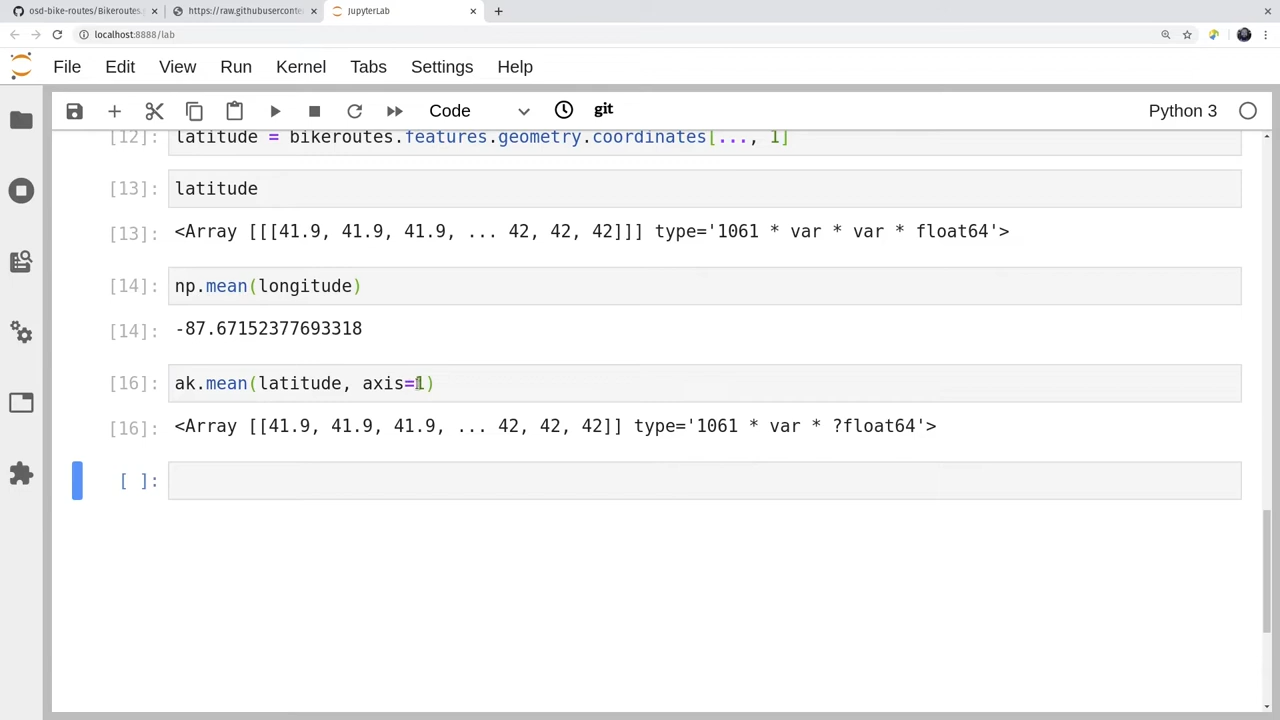 osd-bike-routes/Bikeroutes.g
https://raw.githubuserconte
JupyterLab
localhost:8888/lab
File Edit View Run Kernel Tabs Settings Help
Code
git
Python 3
[12]: latitude = bikeroutes.features.geometry.coordinates[..., 1]
[13]: latitude
[13]: <Array [[[41.9, 41.9, 41.9, ... 42, 42, 42]]] type='1061 * var * var * float64'>
[14]: np.mean(longitude)
[14]: -87.67152377693318
[16]: ak.mean(latitude, axis=1)
[16]: <Array [[41.9, 41.9, 41.9, ... 42, 42, 42]] type='1061 * var * ?float64'>
[ ]: